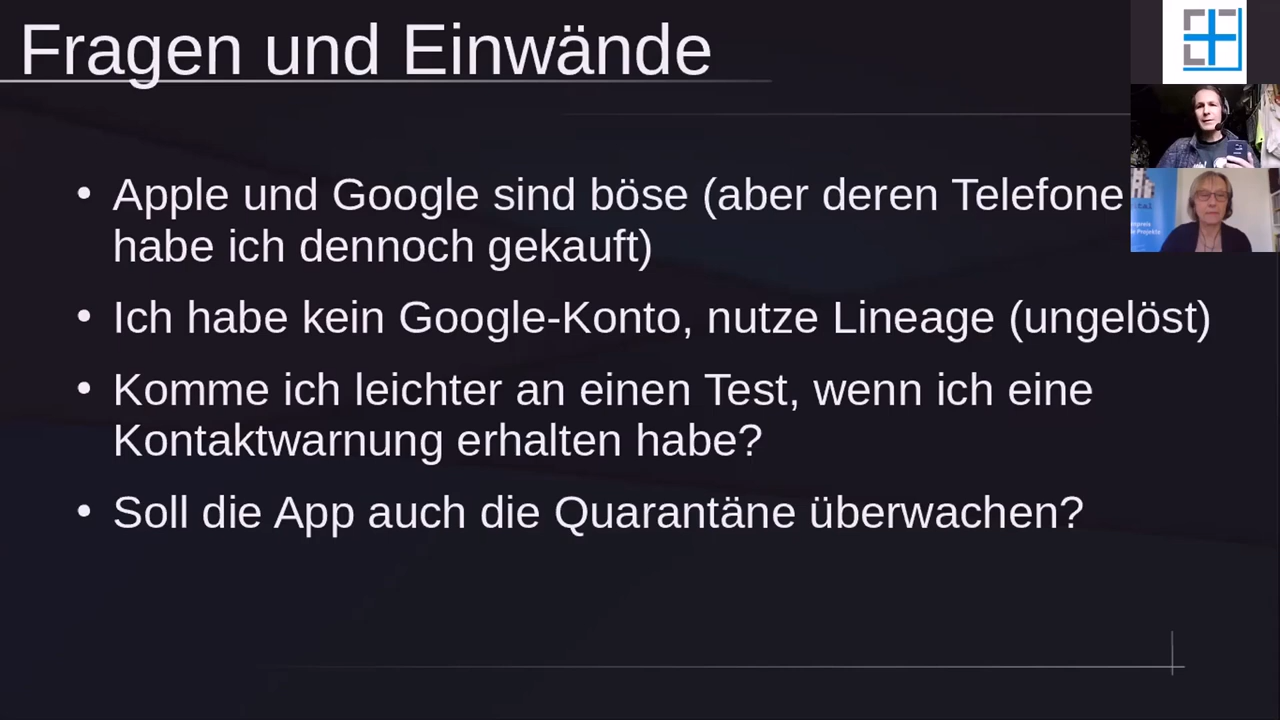 Fragen und Einwände
• Apple und Google sind böse (aber deren Telefone
habe ich dennoch gekauft)
• Ich habe kein Google-Konto, nutze Lineage (ungelöst)
• Komme ich leichter an einen Test, wenn ich eine
Kontaktwarnung erhalten habe?
• Soll die App auch die Quarantäne überwachen?